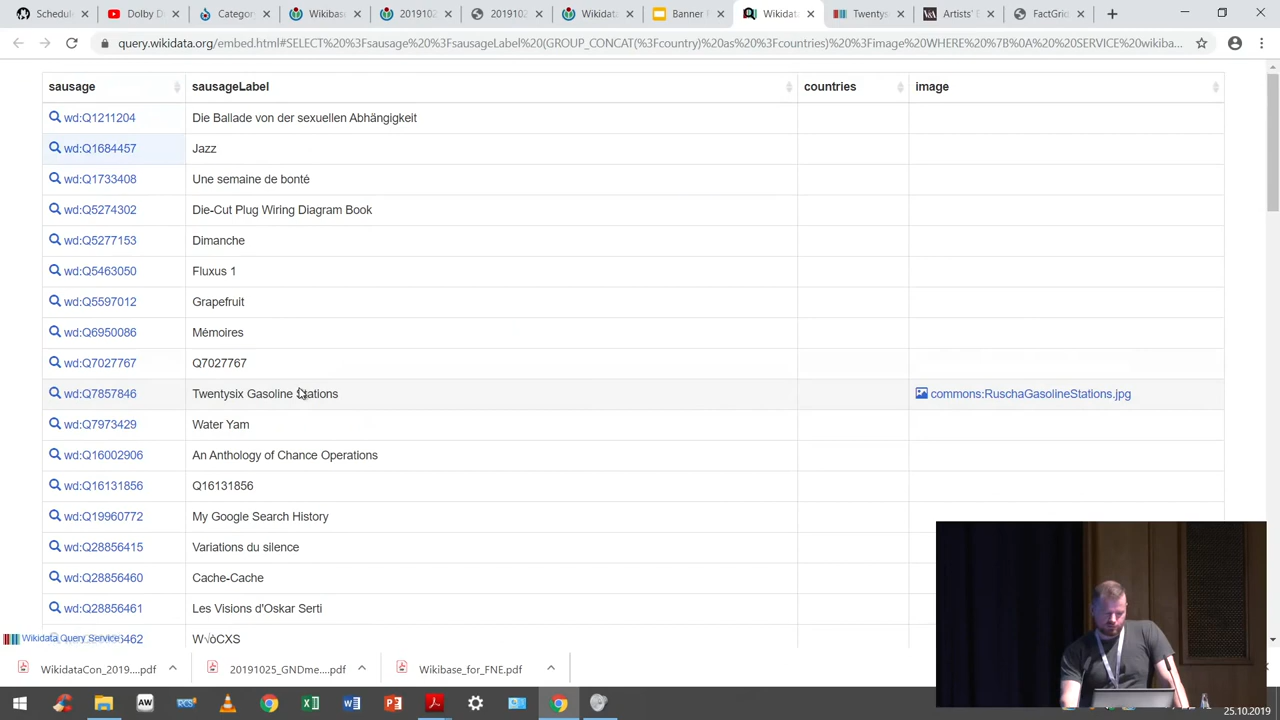 Schedul
Dolby D
Categor
Wikibas
20191025
20191025
Wikidat
Banner P
Wikidat
Twentys
Artists' B
FactGrid
query.wikidata.org/embed.html#SELECT%20%3Fsausage%20%3FsausageLabel%20(GROUP_CONCAT(%3Fcountry)%20as%20%3Fcountries)%20%3Fimage%20WHERE%20%7B%0A%20%20SERVICE%20wikiba...
sausage sausageLabel countries image
wd:Q1211204 Die Ballade von der sexuellen Abhängigkeit
wd:Q1684457 Jazz
wd:Q1733408 Une semaine de bonté
wd:Q5274302 Die-Cut Plug Wiring Diagram Book
wd:Q5277153 Dimanche
wd:Q5463050 Fluxus 1
wd:Q5597012 Grapefruit
wd:Q6950086 Mémoires
wd:Q7027767 Q7027767
wd:Q7857846 Twentysix Gasoline Stations commons:RuschaGasolineStations.jpg
wd:Q7973429 Water Yam
wd:Q16002906 An Anthology of Chance Operations
wd:Q16131856 Q16131856
wd:Q19960772 My Google Search History
wd:Q28856415 Variations du silence
wd:Q28856460 Cache-Cache
wd:Q28856461 Les Visions d'Oskar Serti
Wikidata Query Service 462 W√òCXS
WikidataCon_2019....pdf 20191025_GNDme....pdf Wikibase_for_FNE.pdf
25.10.2019